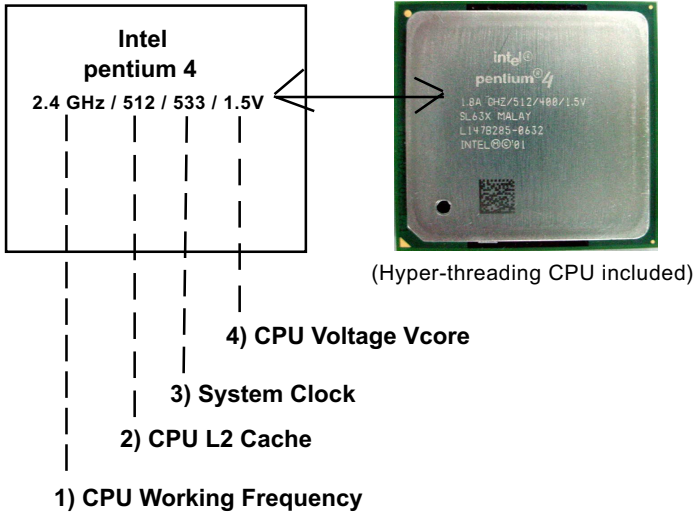 Intel
pentium 4
2.4 GHz / 512 / 533 / 1.5V
intel®
pentium®4
1.8A GHZ/512/400/1.5V
SL63X MALAY
L147B285-0632
INTEL®©'01
(Hyper-threading CPU included)
4) CPU Voltage Vcore
3) System Clock
2) CPU L2 Cache
1) CPU Working Frequency